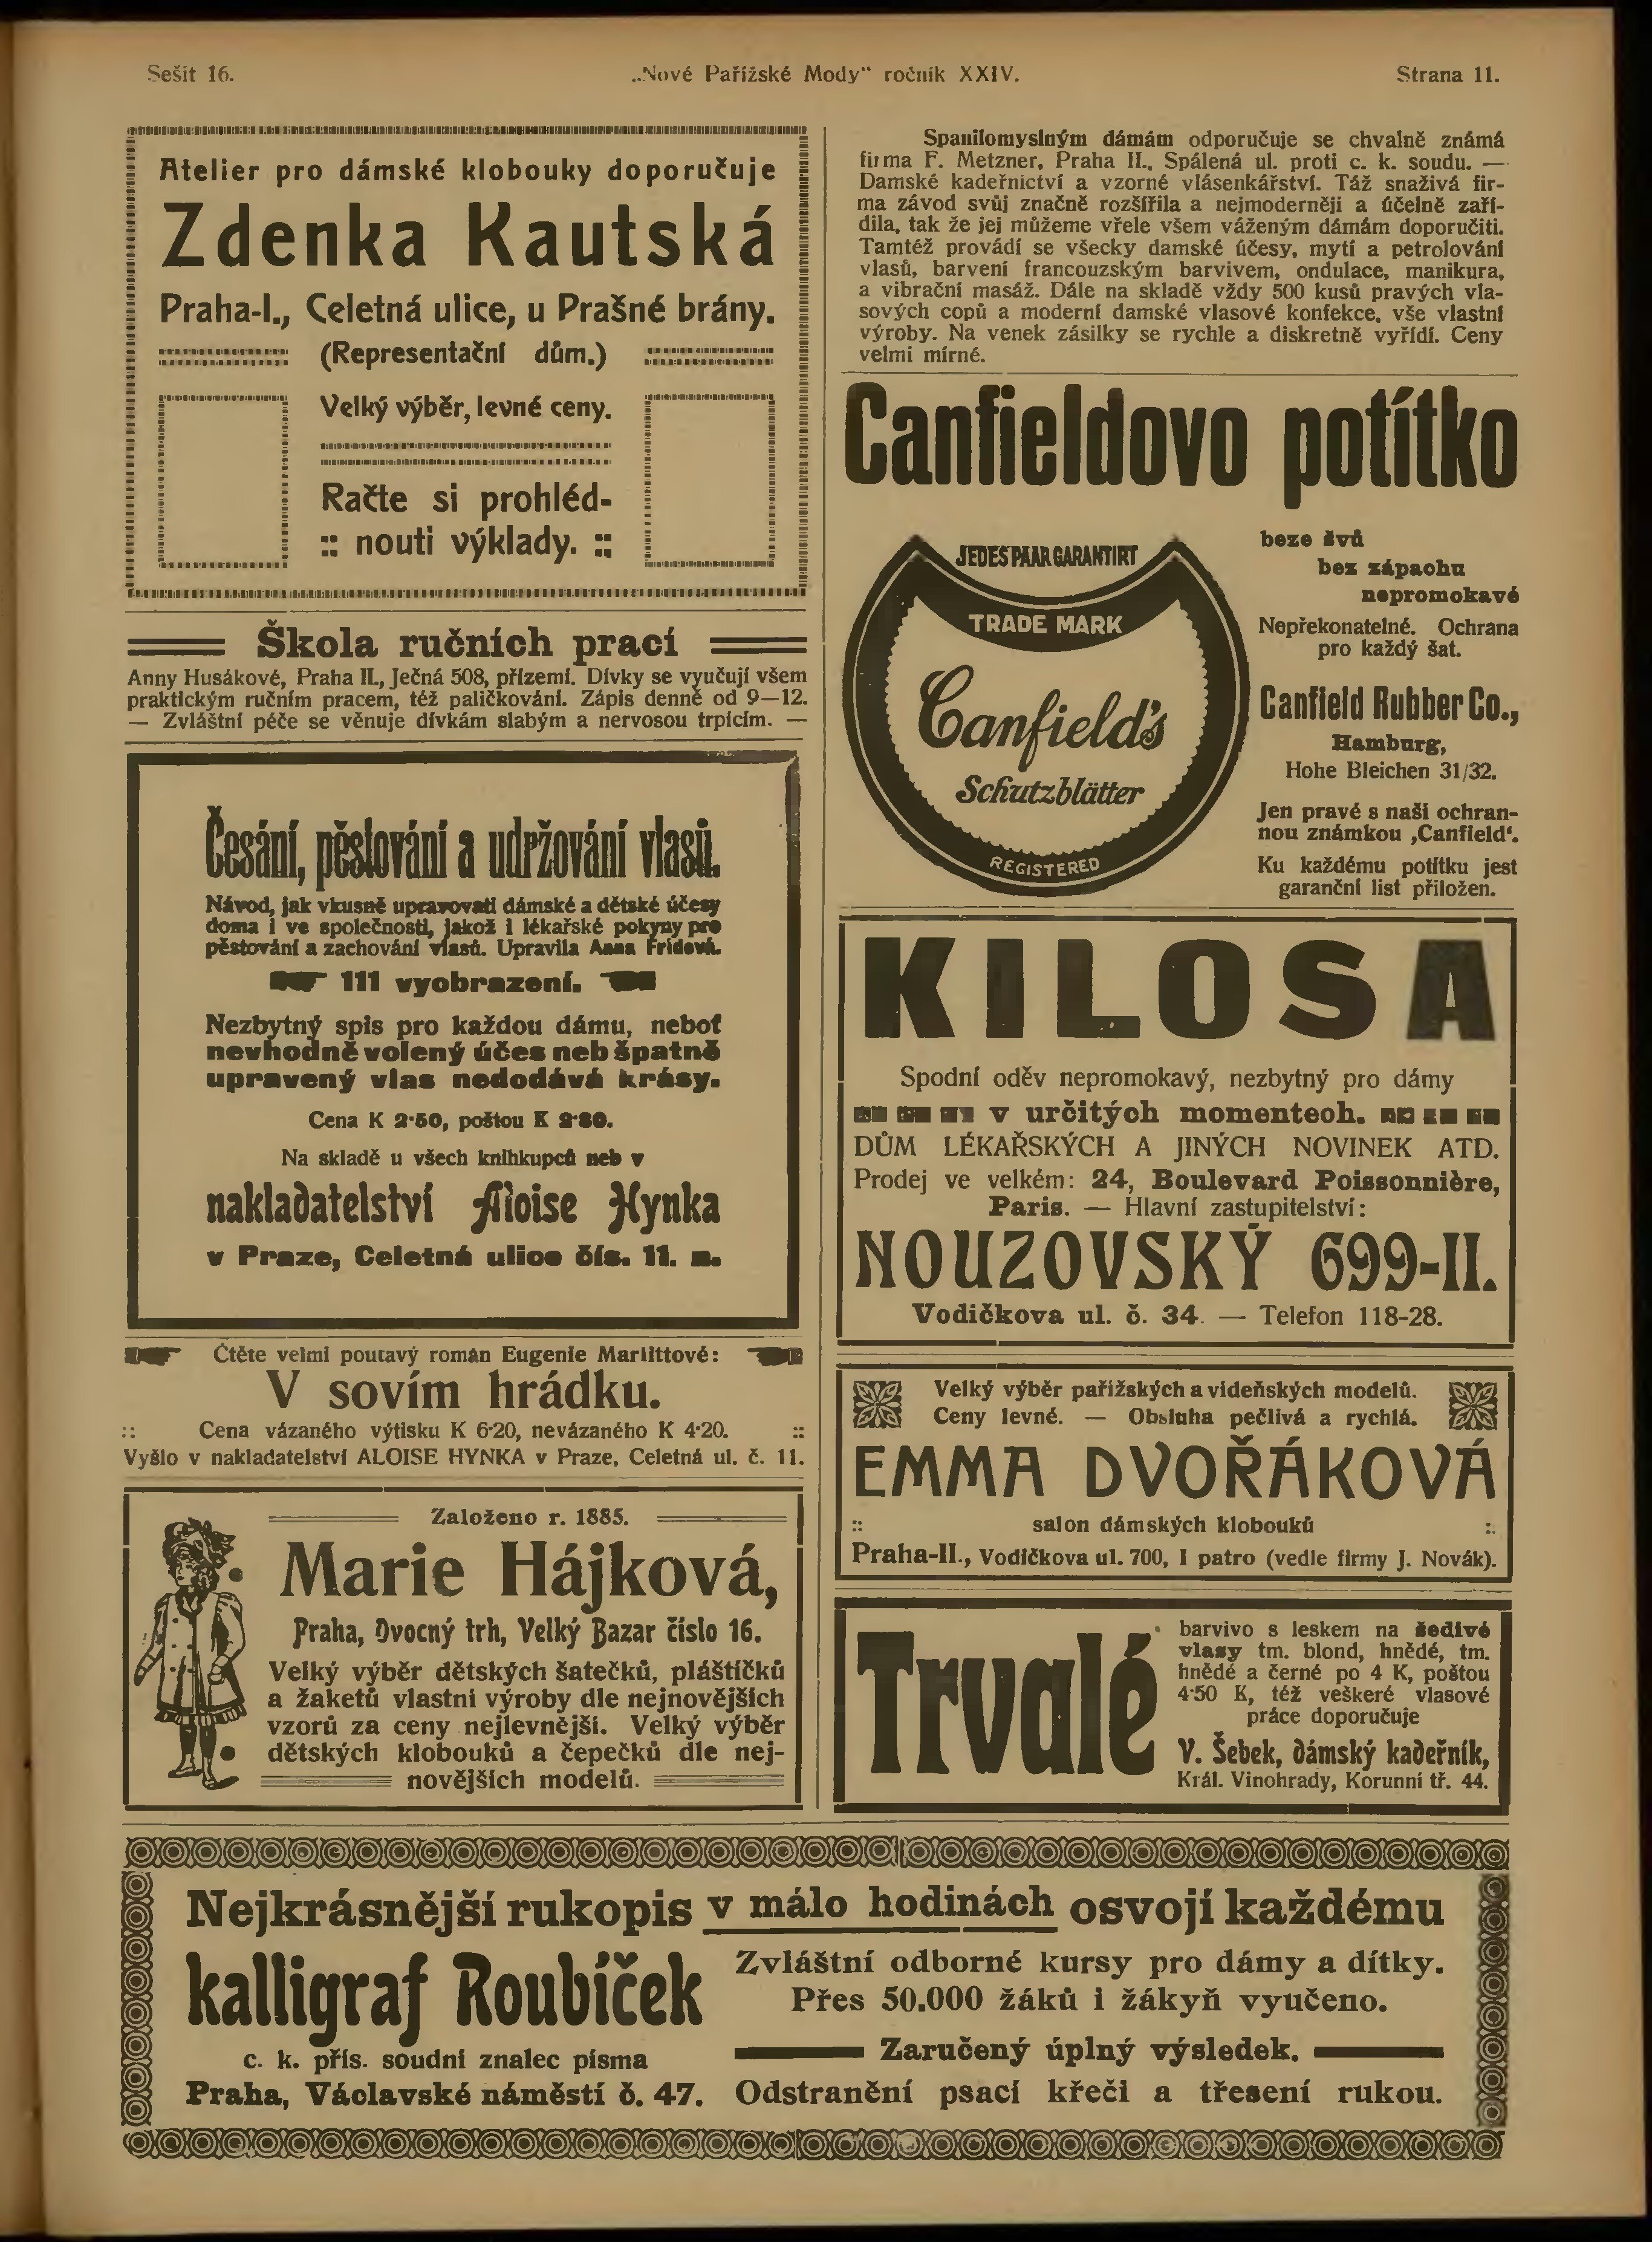 Sešit 16.
„Nové Pařížské Mody“ ročník XXIV.
Strana 11.
Atelier pro dámské klobouky doporučuje
Zdenka Kautská
Praha-I., Celetná ulice, u Prašné brány.
(Representační dům.)
Velký výběr, levné ceny.
Račte si prohléd-
:: nouti výklady. ::
Škola ručních prací
Anny Husákové, Praha II., Ječná 508, přízemí. Dívky se vyučují všem
praktickým ručním pracem, též paličkování. Zápis denně od 9—12.
— Zvláštní péče se věnuje dívkám slabým a nervosou trpícím. —
Česání, pěstování a udržování vlasů.
Návod, jak vkusně upravovati dámské a dětské účesy
doma i ve společnosti, jakož i lékařské pokyny pro
pěstování a zachování vlasů. Upravila Anna Fridová.
111 vyobrazení.
Nezbytný spis pro každou dámu, neboť
nevhodně volený účes neb špatně
upravený vlas nedodává krásy.
Cena K 2·50, poštou K 2·80.
Na skladě u všech knihkupců neb v
nakladatelství Aloise Hynka
v Praze, Celetná ulice čís. 11. n.
Čtěte velmi poutavý román Eugenie Marlittové:
V sovím hrádku.
:: Cena vázaného výtisku K 6·20, nevázaného K 4·20. ::
Vyšlo v nakladatelství ALOISE HYNKA v Praze, Celetná ul. č. 11.
Založeno r. 1885.
Marie Hájková,
Praha, Ovocný trh, Velký Bazar číslo 16.
Velký výběr dětských šatečků, pláštíčků
a žaketů vlastní výroby dle nejnovějších
vzorů za ceny nejlevnější. Velký výběr
dětských klobouků a čepečků dle nej-
novějších modelů.
Spanilomyslným dámám odporučuje se chvalně známá
firma F. Metzner, Praha II., Spálená ul. proti c. k. soudu. —
Damské kadeřnictví a vzorné vlásenkářství. Táž snaživá fir-
ma závod svůj značně rozšířila a nejmoderněji a účelně zaří-
dila, tak že jej můžeme vřele všem váženým dámám doporučiti.
Tamtéž provádí se všecky damské účesy, mytí a petrolování
vlasů, barvení francouzským barvivem, ondulace, manikura,
a vibrační masáž. Dále na skladě vždy 500 kusů pravých vla-
sových copů a moderní damské vlasové konfekce, vše vlastní
výroby. Na venek zásilky se rychle a diskretně vyřídí. Ceny
velmi mírné.
Canfieldovo potítko
JEDES PAAR GARANTIRT
TRADE MARK
Canfield's
Schutzblätter
REGISTERED
beze švů
bez zápachu
nepromokavé
Nepřekonatelné. Ochrana
pro každý šat.
Canfield Rubber Co.,
Hamburg,
Hohe Bleichen 31/32.
Jen pravé s naší ochran-
nou známkou ‚Canfield‘.
Ku každému potítku jest
garanční list přiložen.
KILOSA
Spodní oděv nepromokavý, nezbytný pro dámy
v určitých momentech.
DŮM LÉKAŘSKÝCH A JINÝCH NOVINEK ATD.
Prodej ve velkém: 24, Boulevard Poissonnière,
Paris. — Hlavní zastupitelství:
NOUZOVSKÝ 699-II.
Vodičkova ul. č. 34. — Telefon 118-28.
Velký výběr pařížských a vídeňských modelů.
Ceny levné. — Obsluha pečlivá a rychlá.
EMMA DVOŘÁKOVÁ
:: salon dámských klobouků ::
Praha-II., Vodičkova ul. 700, I patro (vedle firmy J. Novák).
Trvalé
barvivo s leskem na šedivé
vlasy tm. blond, hnědé, tm.
hnědé a černé po 4 K, poštou
4·50 K, též veškeré vlasové
práce doporučuje
V. Šebek, dámský kadeřník,
Král. Vinohrady, Korunní tř. 44.
Nejkrásnější rukopis v málo hodinách osvojí každému
kalligraf Roubíček
c. k. přís. soudní znalec písma
Praha, Václavské náměstí č. 47.
Zvláštní odborné kursy pro dámy a dítky.
Přes 50.000 žáků i žákyň vyučeno.
Zaručený úplný výsledek.
Odstranění psací křeči a třesení rukou.